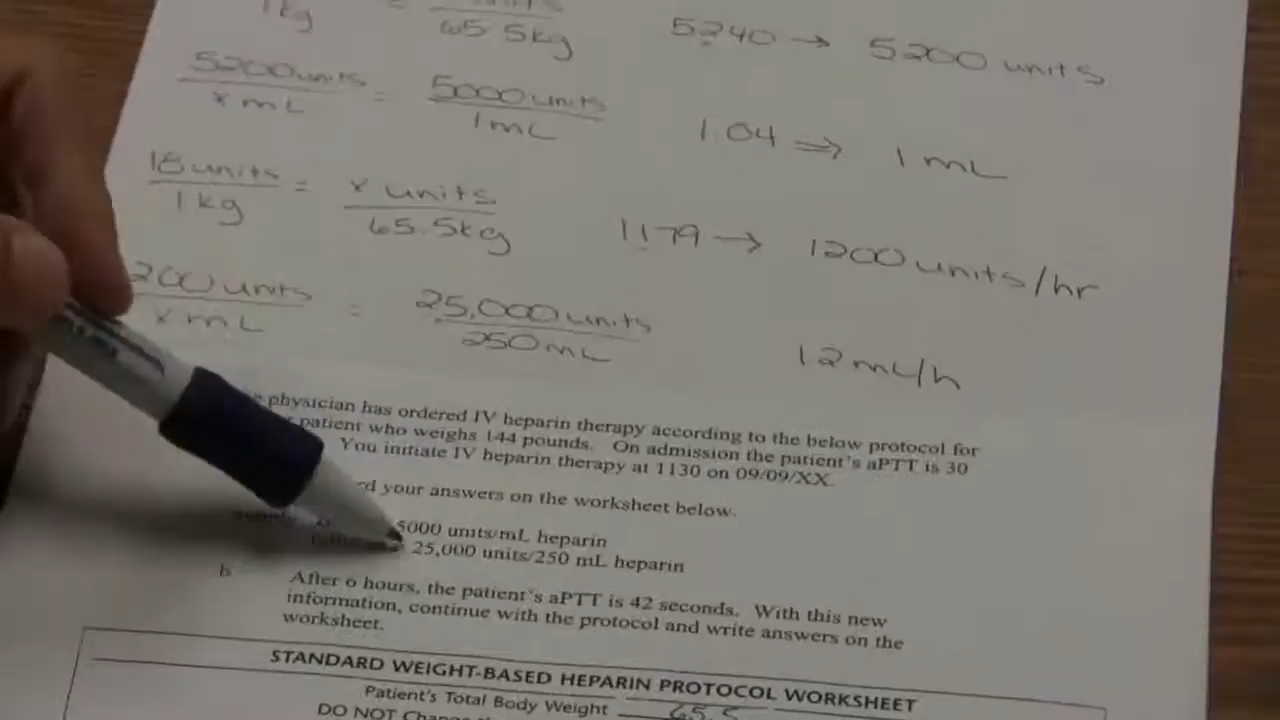 1kg = 65.5kg 5240 → 5200 units
5200 units / x mL = 5000 units / 1mL 1.04 ⇒ 1 mL
18 units / 1 kg = x units / 65.5kg 1179 → 1200 units/hr
200 units / x mL = 25,000 units / 250 mL 12 mL/h
physician has ordered IV heparin therapy according to the below protocol for
patient who weighs 144 pounds. On admission the patient's aPTT is 30
You initiate IV heparin therapy at 1130 on 09/09/XX.
your answers on the worksheet below.
5000 units/mL heparin
25,000 units/250 mL heparin
b After 6 hours, the patient's aPTT is 42 seconds. With this new
information, continue with the protocol and write answers on the
worksheet.
STANDARD WEIGHT-BASED HEPARIN PROTOCOL WORKSHEET
Patient's Total Body Weight 65.5
DO NOT Change